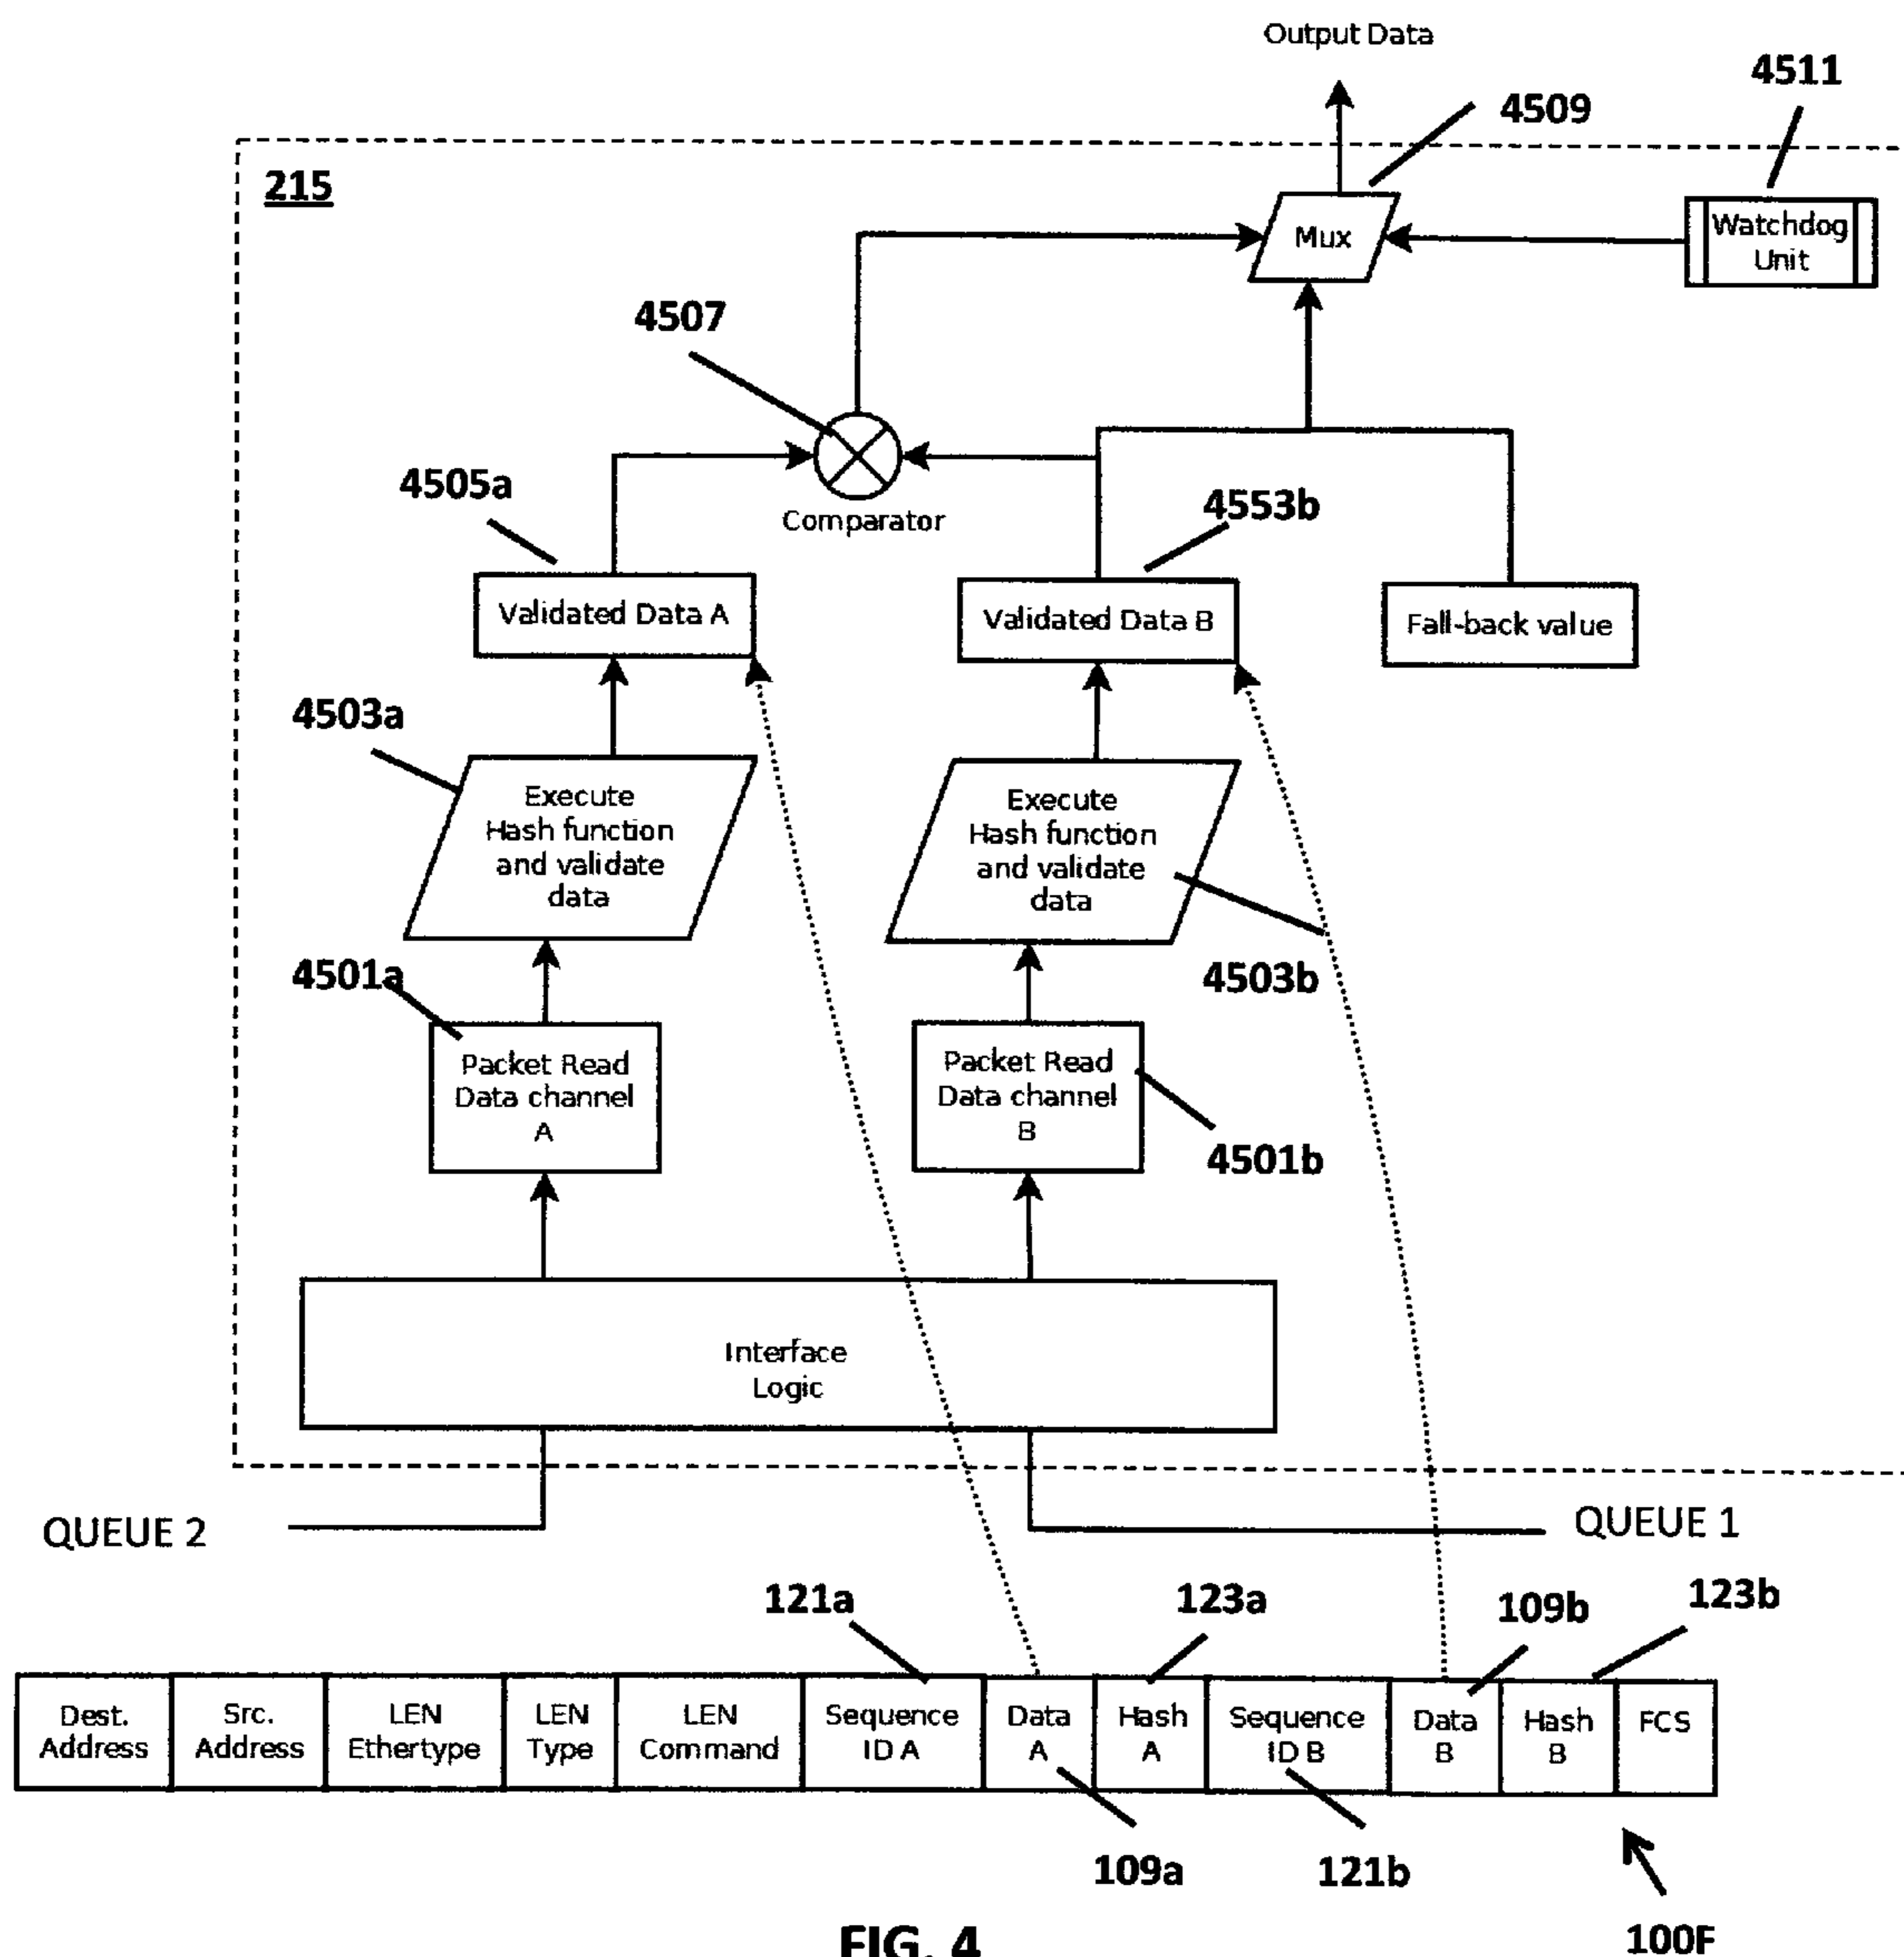 Output Data
4511
4509
215
Mux
Watchdog
Unit
4507
4505a
Comparator
4553b
Validated Data A
Validated Data B
Fall-back value
4503a
Execute
Hash function
and validate
data
Execute
Hash function
and validate
data
4501a
4503b
Packet Read
Data channel
A
Packet Read
Data channel
B
4501b
Interface
Logic
QUEUE 2
QUEUE 1
121a
123a
109b
123b
Dest.
Address
Src.
Address
LEN
Ethertype
LEN
Type
LEN
Command
Sequence
ID A
Data
A
Hash
A
Sequence
ID B
Data
B
Hash
B
FCS
109a
121b
100F
FIG. 4